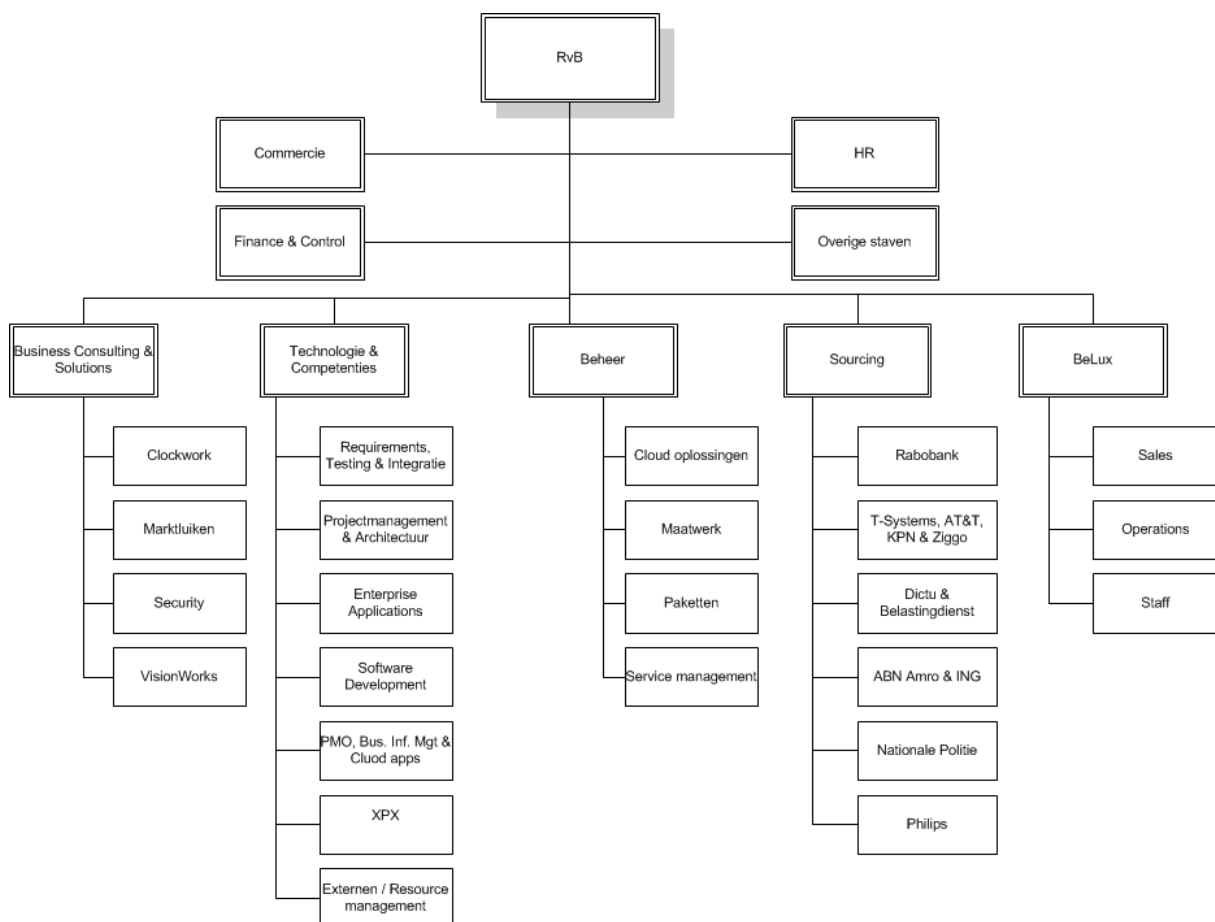 RvB
Commercie
HR
Finance & Control
Overige staven
Business Consulting &
Solutions
Technologie &
Competenties
Beheer
Sourcing
BeLux
Clockwork
Marktluiken
Security
VisionWorks
Requirements,
Testing & Integratie
Projectmanagement
& Architectuur
Enterprise
Applications
Software
Development
PMO, Bus. Inf. Mgt &
Cluod apps
XPX
Externen / Resource
management
Cloud oplossingen
Maatwerk
Paketten
Service management
Rabobank
T-Systems, AT&T,
KPN & Ziggo
Dictu &
Belastingdienst
ABN Amro & ING
Nationale Politie
Philips
Sales
Operations
Staff